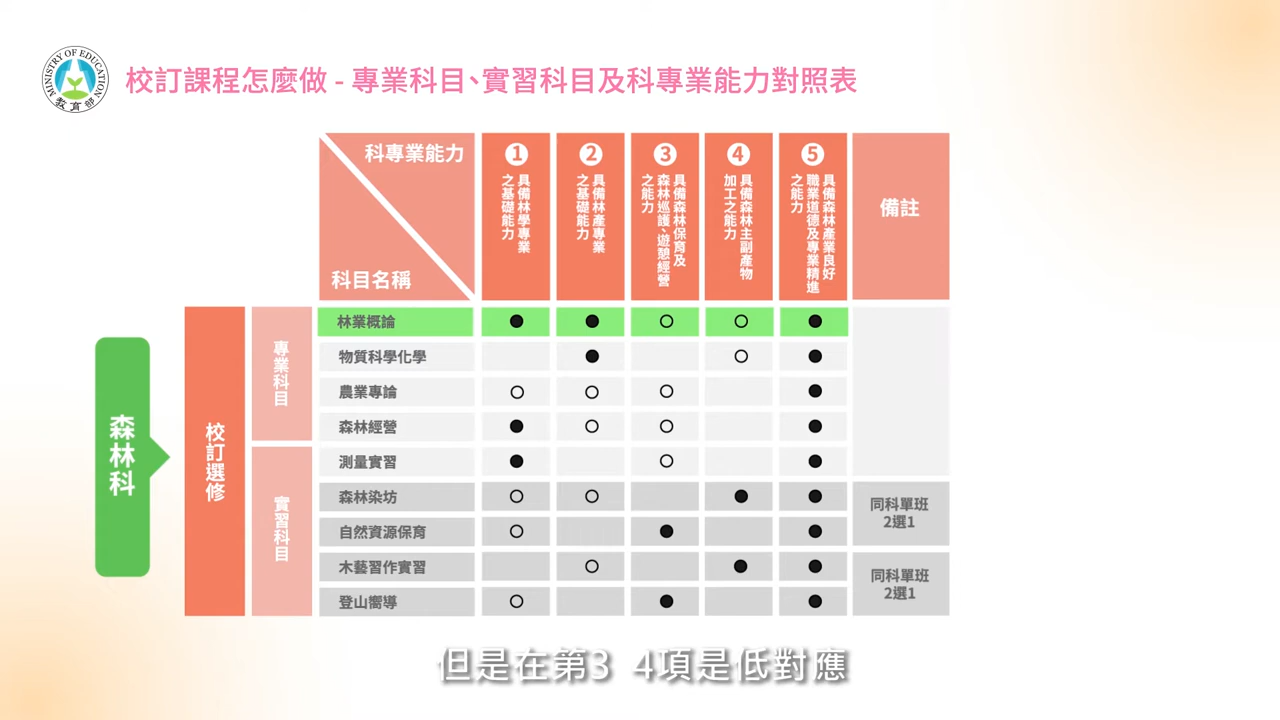 MINISTRY OF EDUCATION
教育部
校訂課程怎麼做 - 專業科目、實習科目及科專業能力對照表
科專業能力
科目名稱
1
具備林學專業
之基礎能力
2
具備林產專業
之基礎能力
3
具備森林保育及
森林巡護、遊憩經營
之能力
4
具備森林主副產物
加工之能力
5
具備森林產業良好
職業道德及專業精進
之能力
備註
森林科
校訂選修
專業科目
林業概論
物質科學化學
農業專論
森林經營
實習科目
測量實習
森林染坊
自然資源保育
同科單班
2選1
木藝習作實習
登山嚮導
同科單班
2選1
但是在第3 4項是低對應